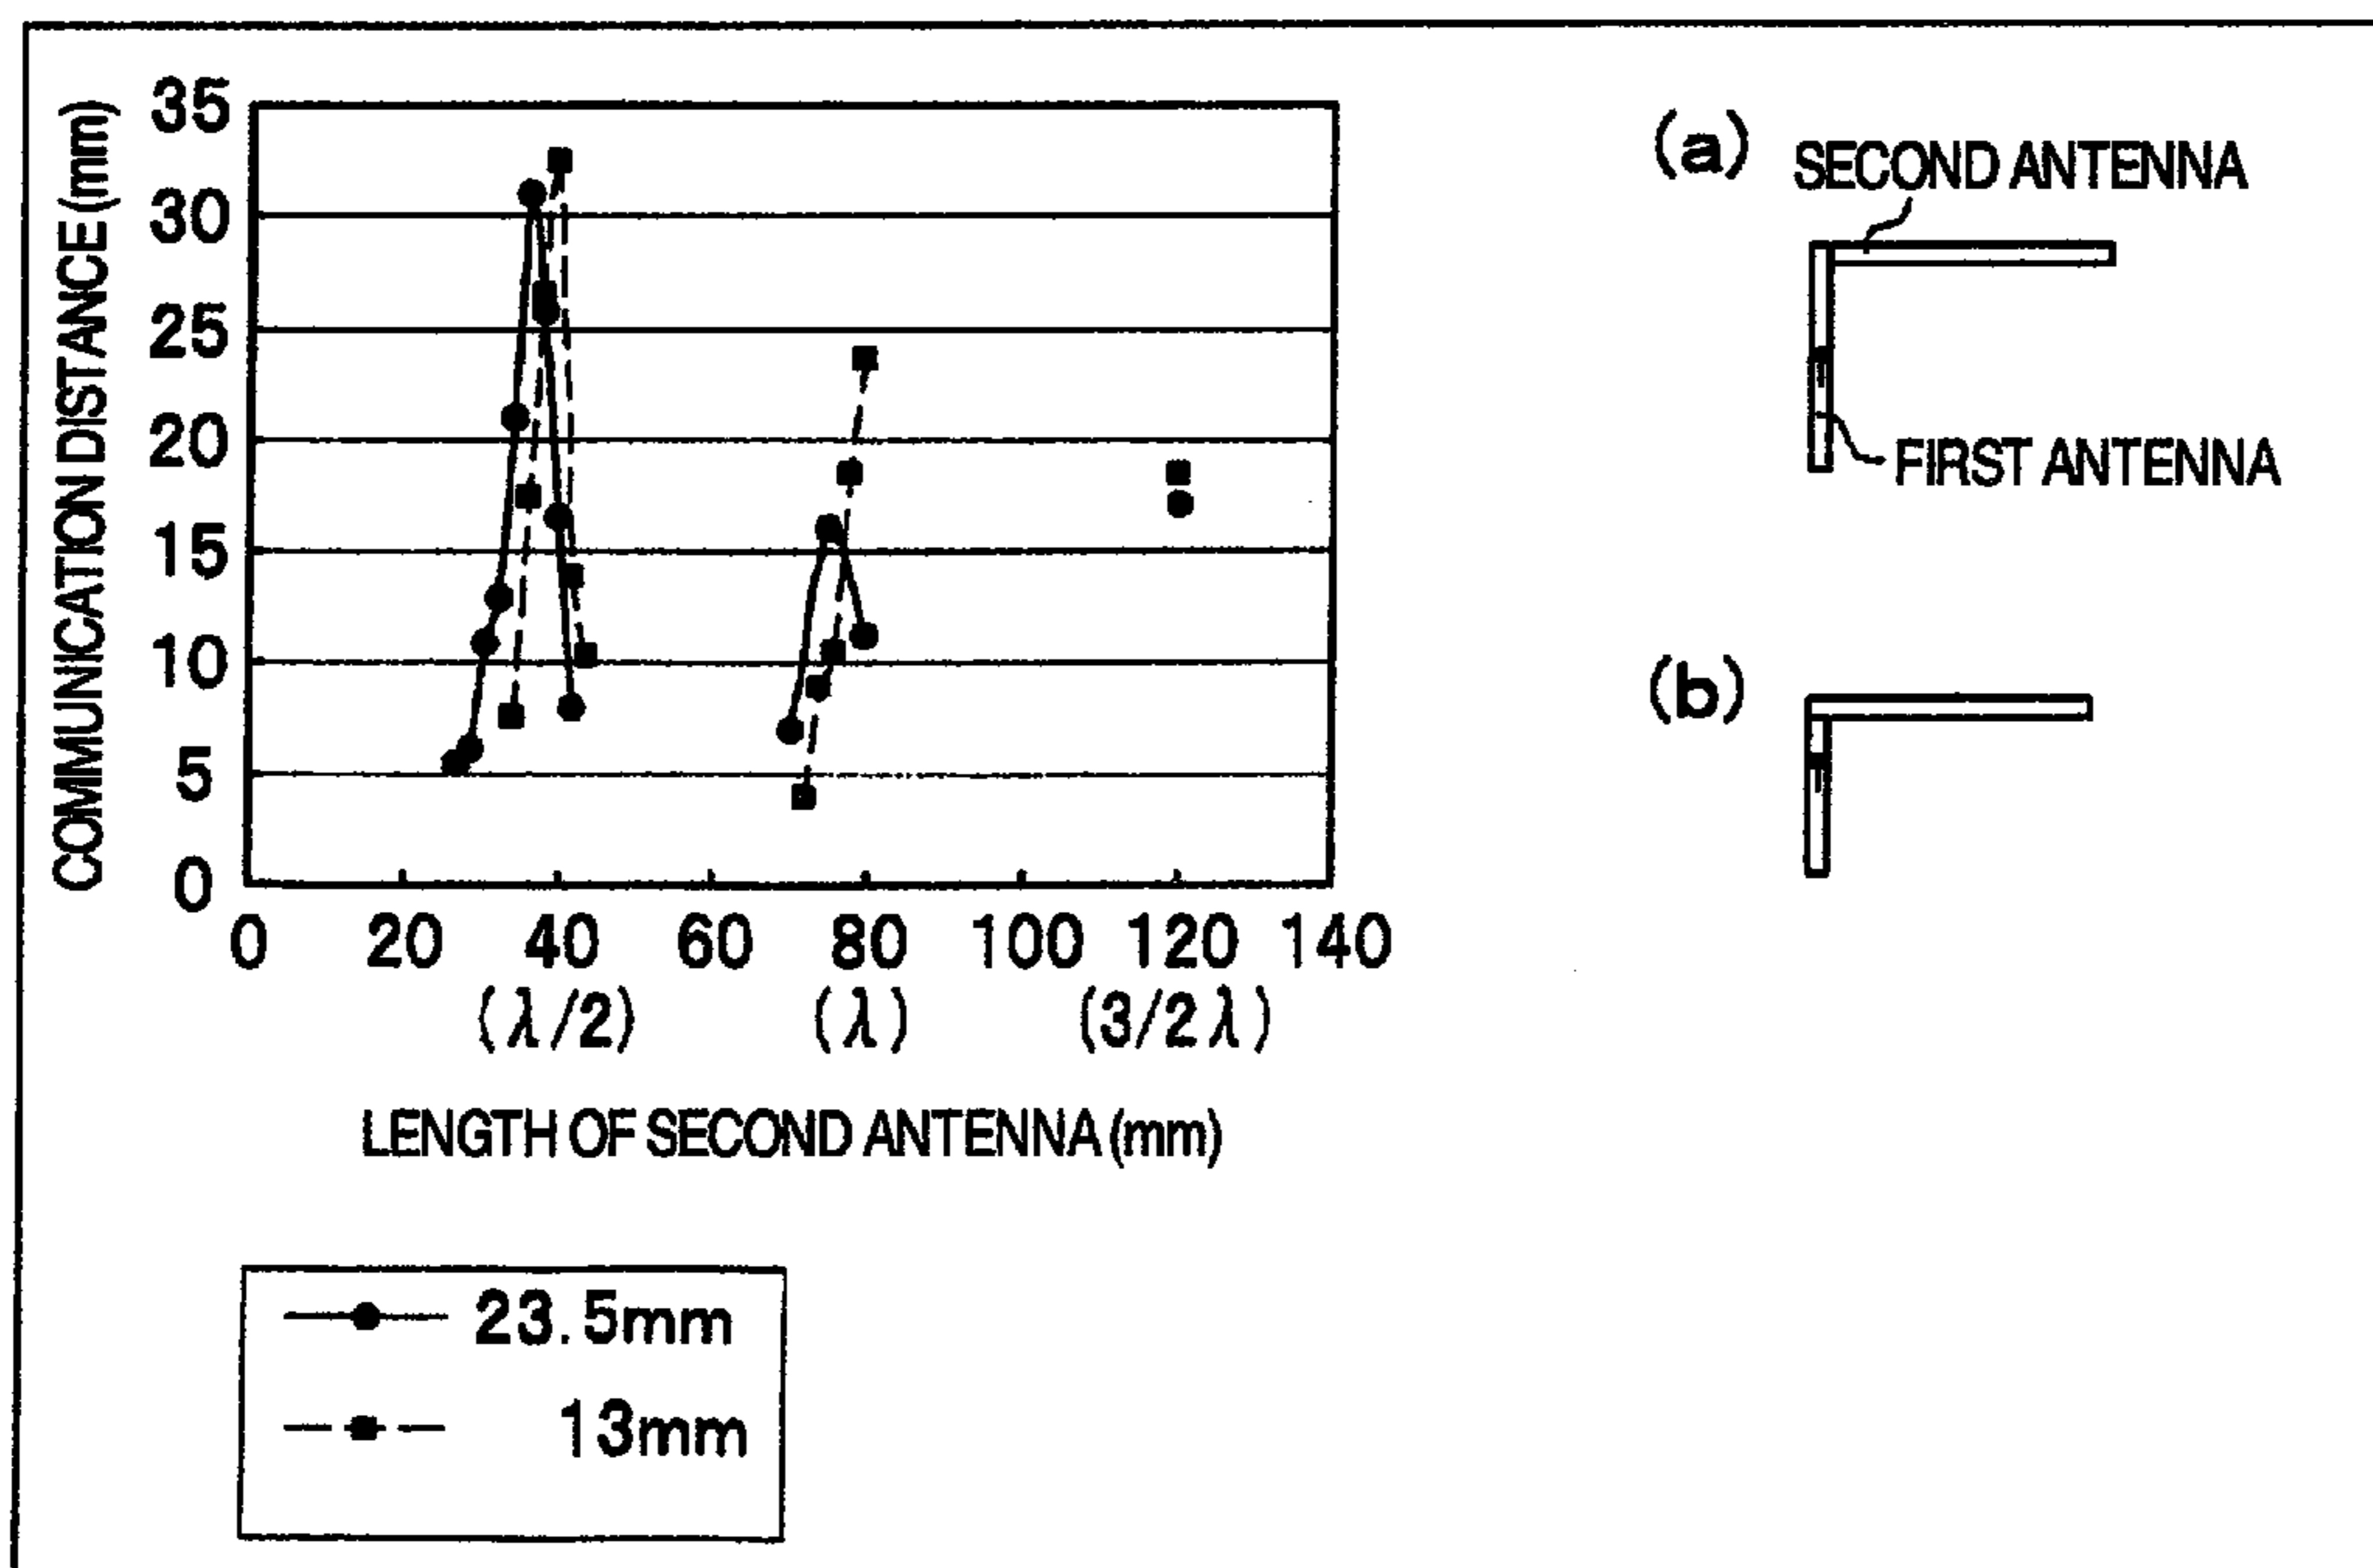 COMMUNICATION DISTANCE (mm)
35
30
25
20
15
10
5
0
0 20 40 60 80 100 120 140
(λ/2) (λ) (3/2λ)
LENGTH OF SECOND ANTENNA (mm)
23.5mm
13mm
(a) SECOND ANTENNA
FIRST ANTENNA
(b)